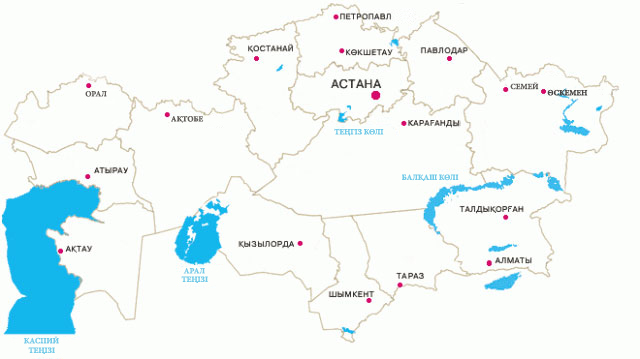 ПЕТРОПАВЛ
ҚОСТАНАЙ
КӨКШЕТАУ
ПАВЛОДАР
АСТАНА
СЕМЕЙ
ӨСКЕМЕН
ОРАЛ
АҚТӨБЕ
ҚАРАҒАНДЫ
ТЕҢГІЗ КӨЛІ
АТЫРАУ
БАЛҚАШ КӨЛІ
ТАЛДЫҚОРҒАН
АҚТАУ
ҚЫЗЫЛОРДА
АЛМАТЫ
АРАЛ
ТЕҢІЗІ
ТАРАЗ
ШЫМКЕНТ
КАСПИЙ
ТЕҢІЗІ